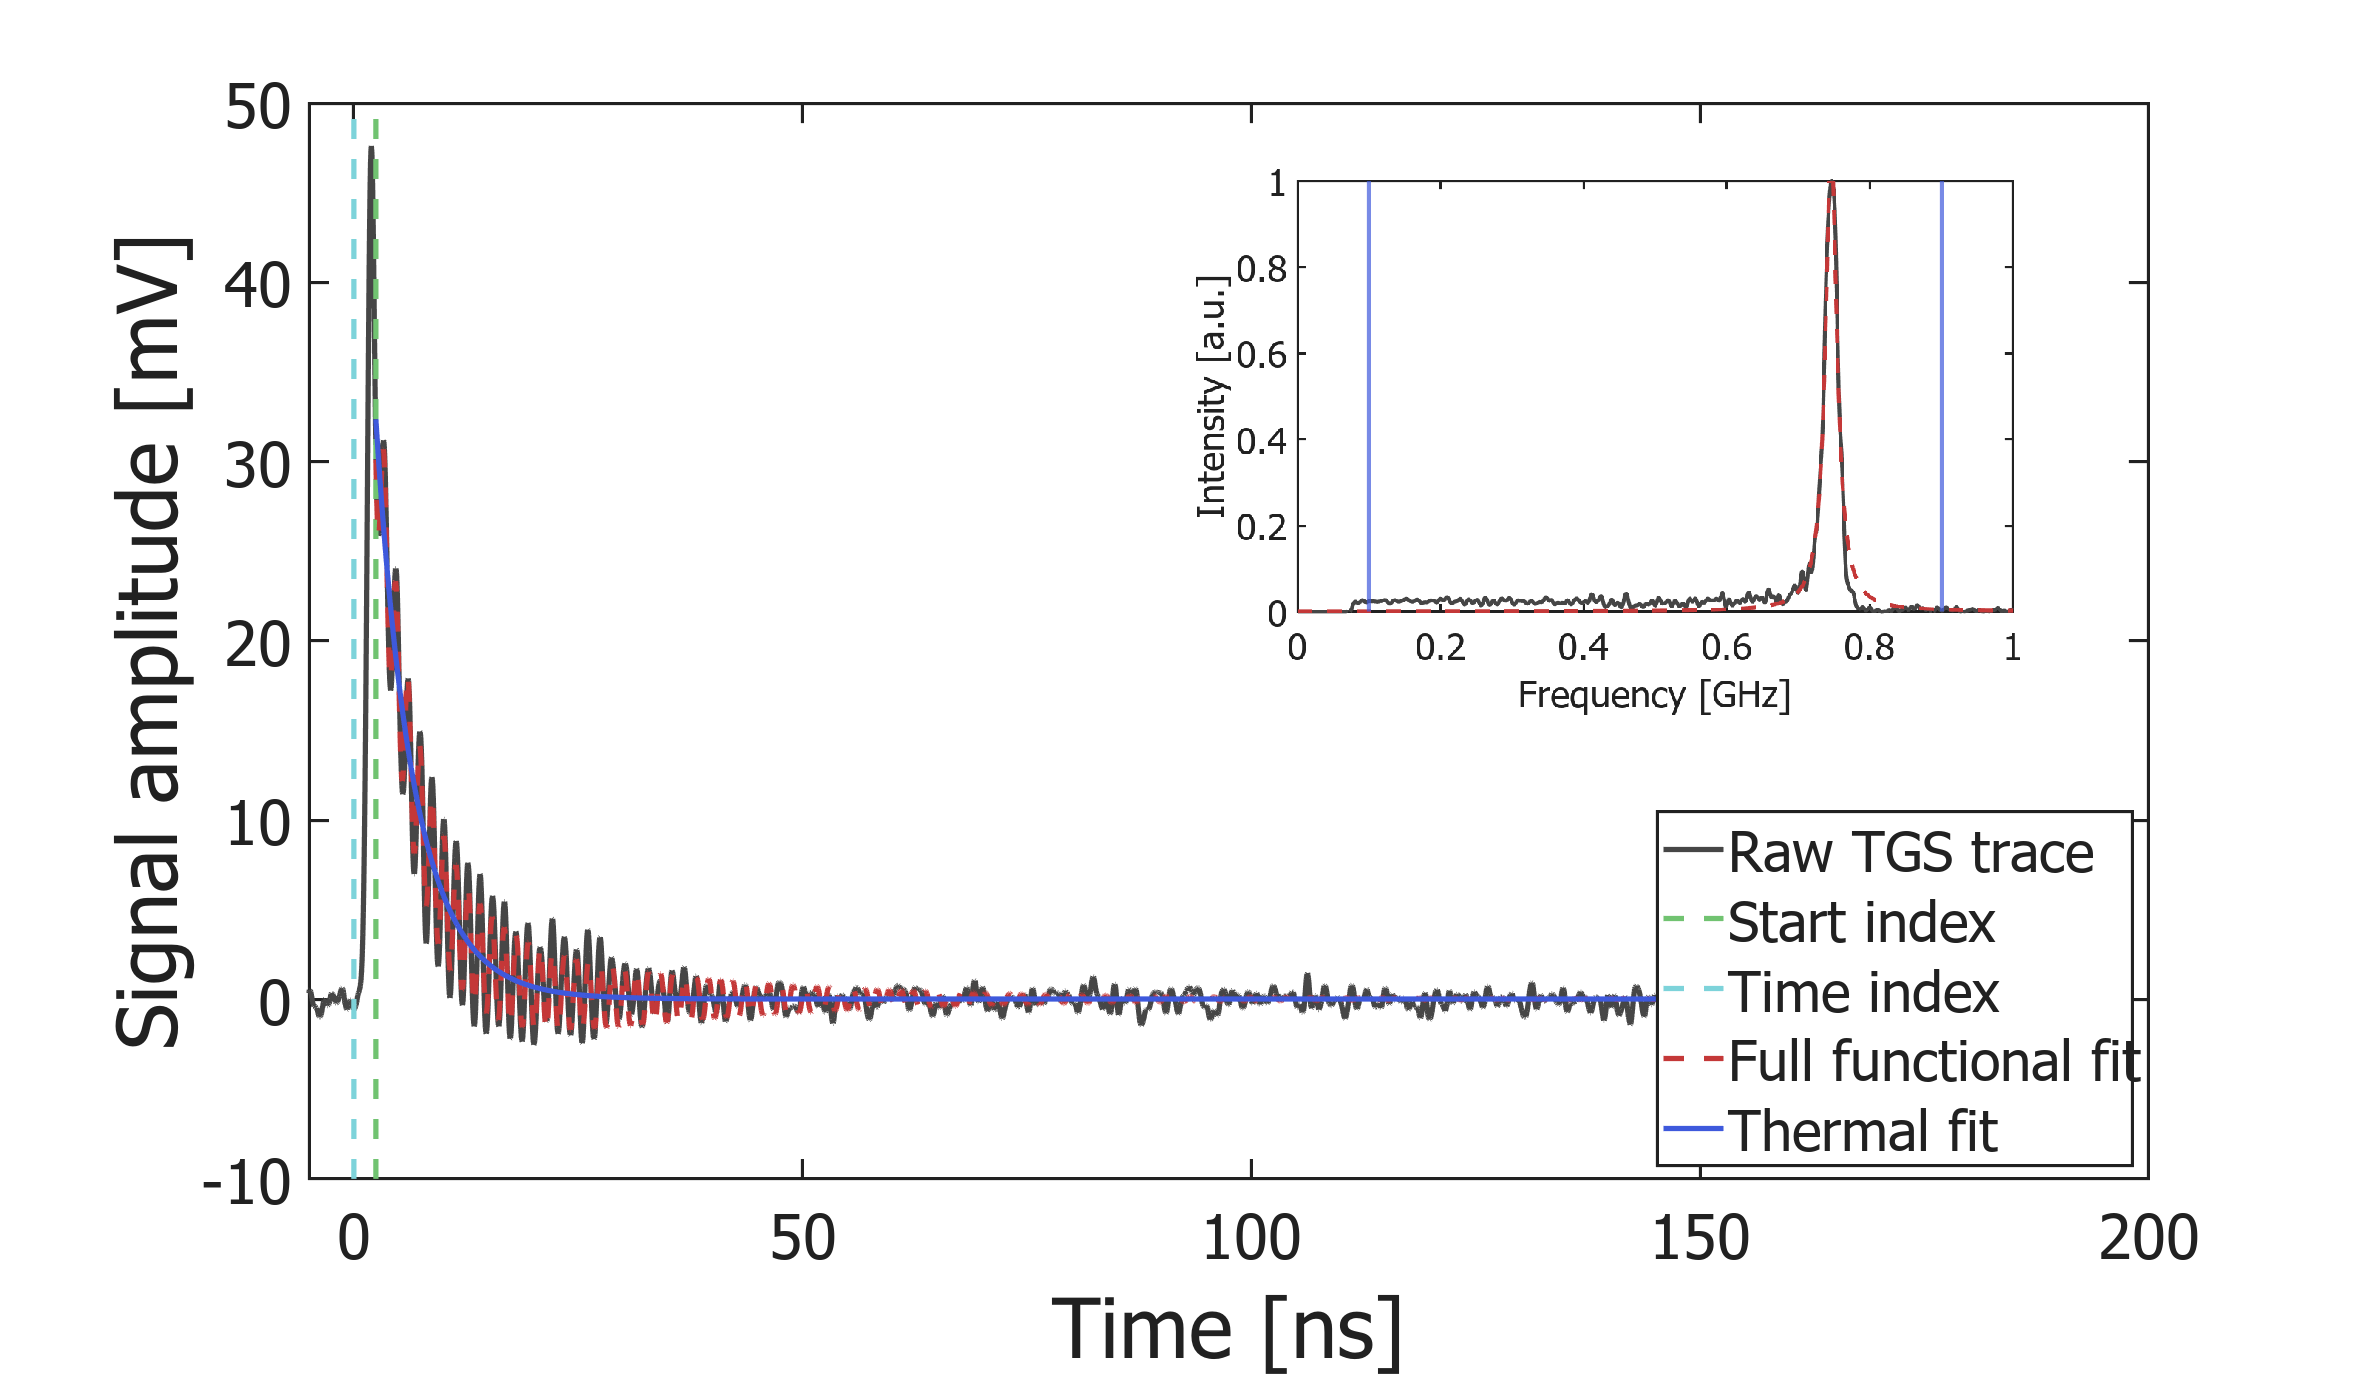 Signal amplitude [mV]
50
40
30
20
10
0
-10
0 50 100 150 200
Time [ns]
Intensity [a.u.]
1
0.8
0.6
0.4
0.2
0
0 0.2 0.4 0.6 0.8 1
Frequency [GHz]
Raw TGS trace
Start index
Time index
Full functional fit
Thermal fit